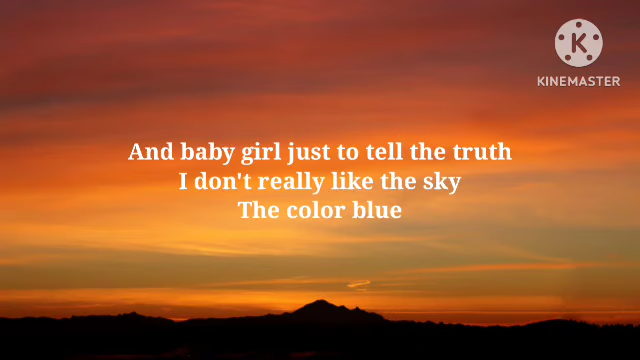 KINEMASTER
And baby girl just to tell the truth
I don't really like the sky
The color blue